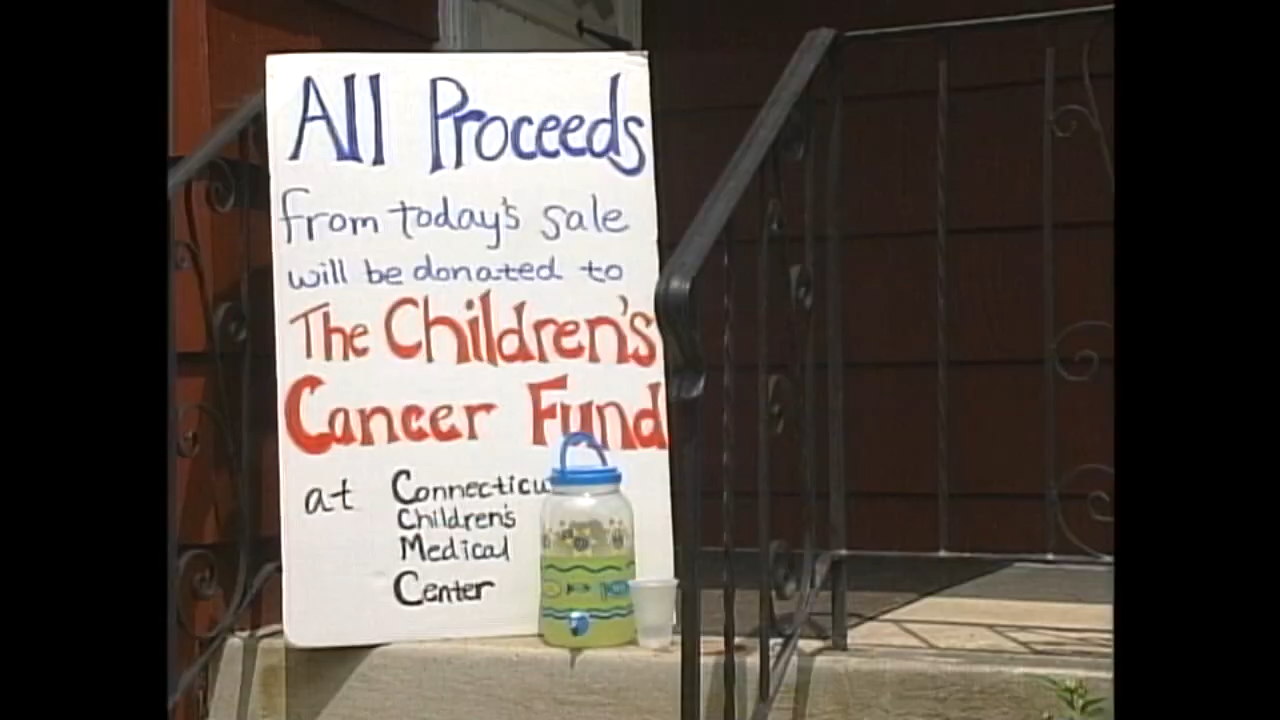 All Proceeds
from today's sale
will be donated to
The Children's
Cancer Fund
at Connecticu
Children's
Medical
Center